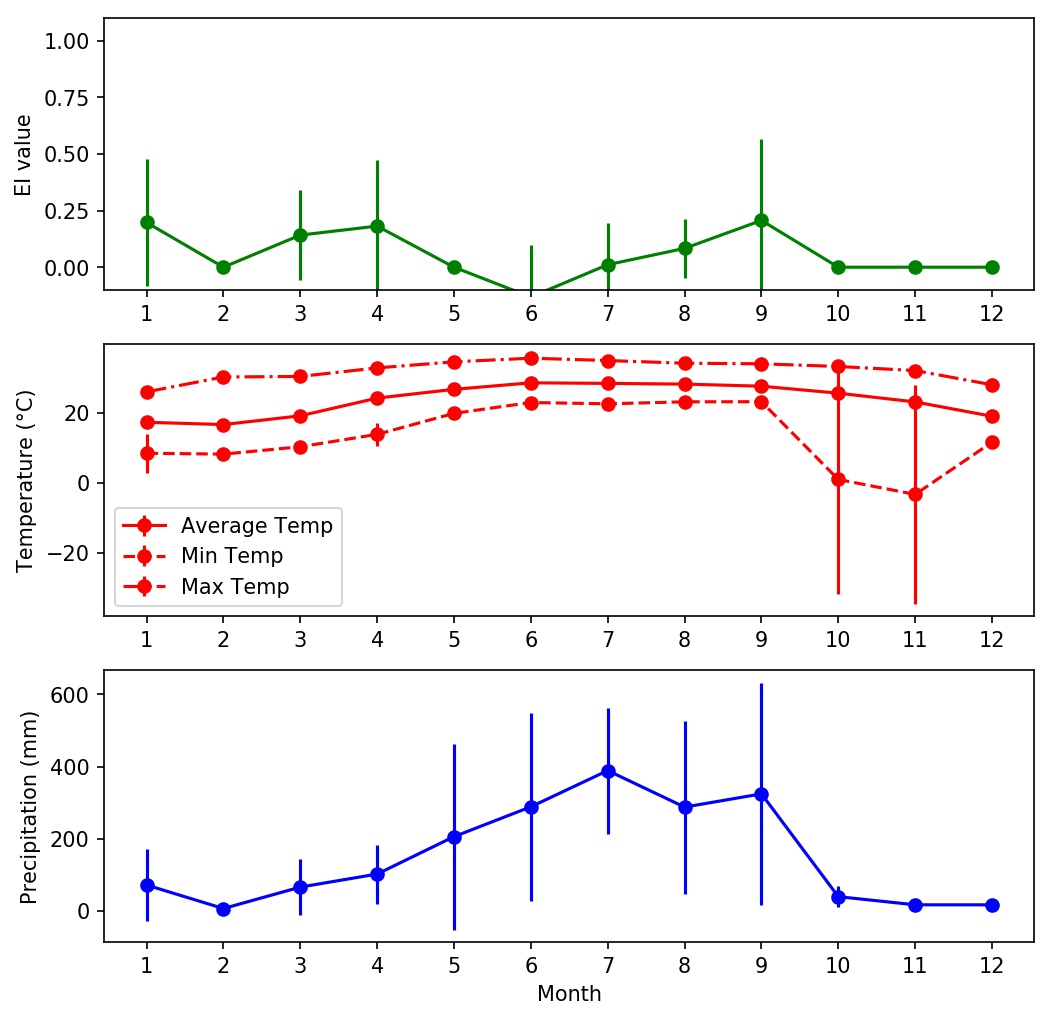 1.00
0.75
0.50
0.25
0.00
EI value
1 2 3 4 5 6 7 8 9 10 11 12
20
0
−20
Temperature (°C)
Average Temp
Min Temp
Max Temp
1 2 3 4 5 6 7 8 9 10 11 12
600
400
200
0
Precipitation (mm)
1 2 3 4 5 6 7 8 9 10 11 12
Month